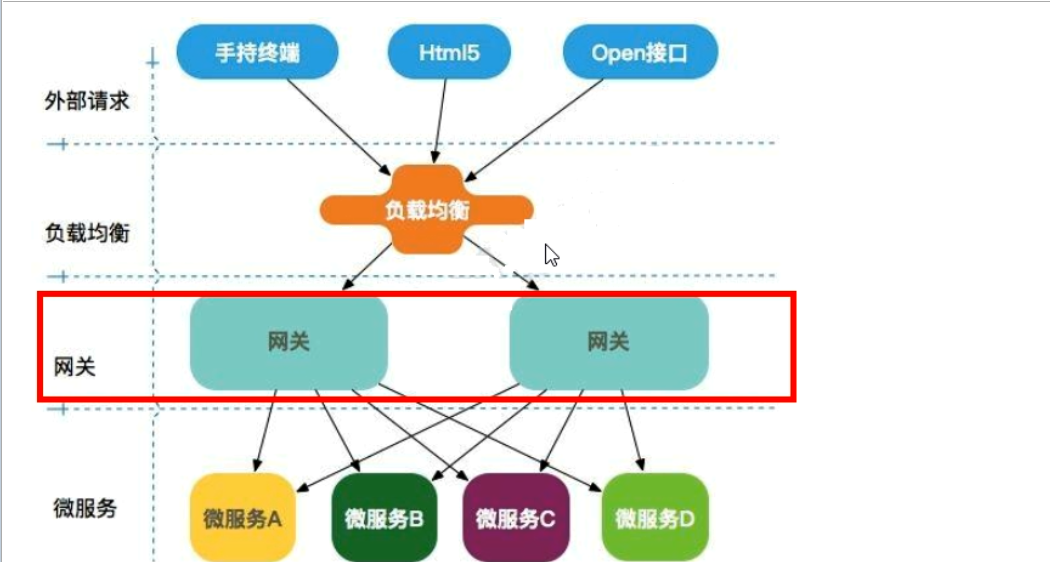 手持终端
Html5
Open接口
外部请求
负载均衡
负载均衡
网关
网关
网关
微服务
微服务A
微服务B
微服务C
微服务D